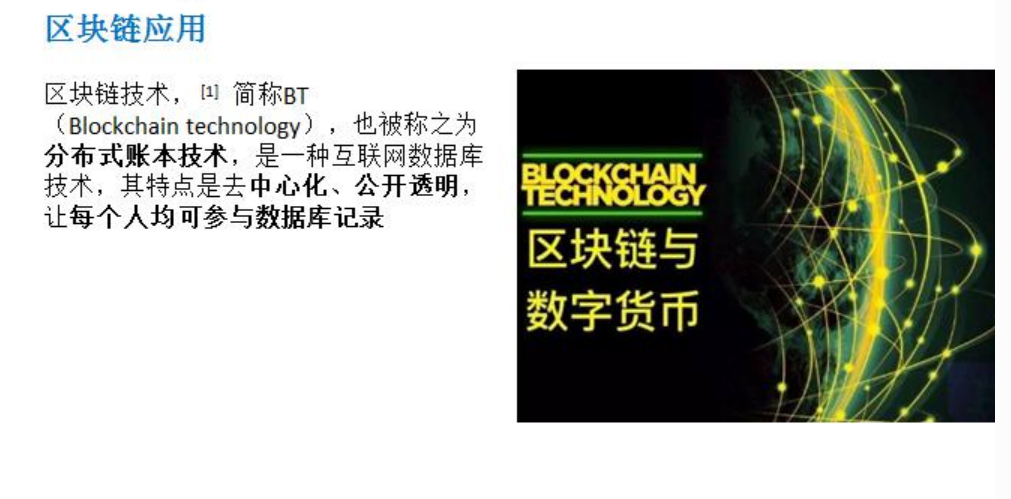 区块链应用
区块链技术，[1] 简称BT
（Blockchain technology），也被称之为
分布式账本技术，是一种互联网数据库
技术，其特点是去中心化、公开透明，
让每个人均可参与数据库记录
BLOCKCHAIN
TECHNOLOGY
区块链与
数字货币